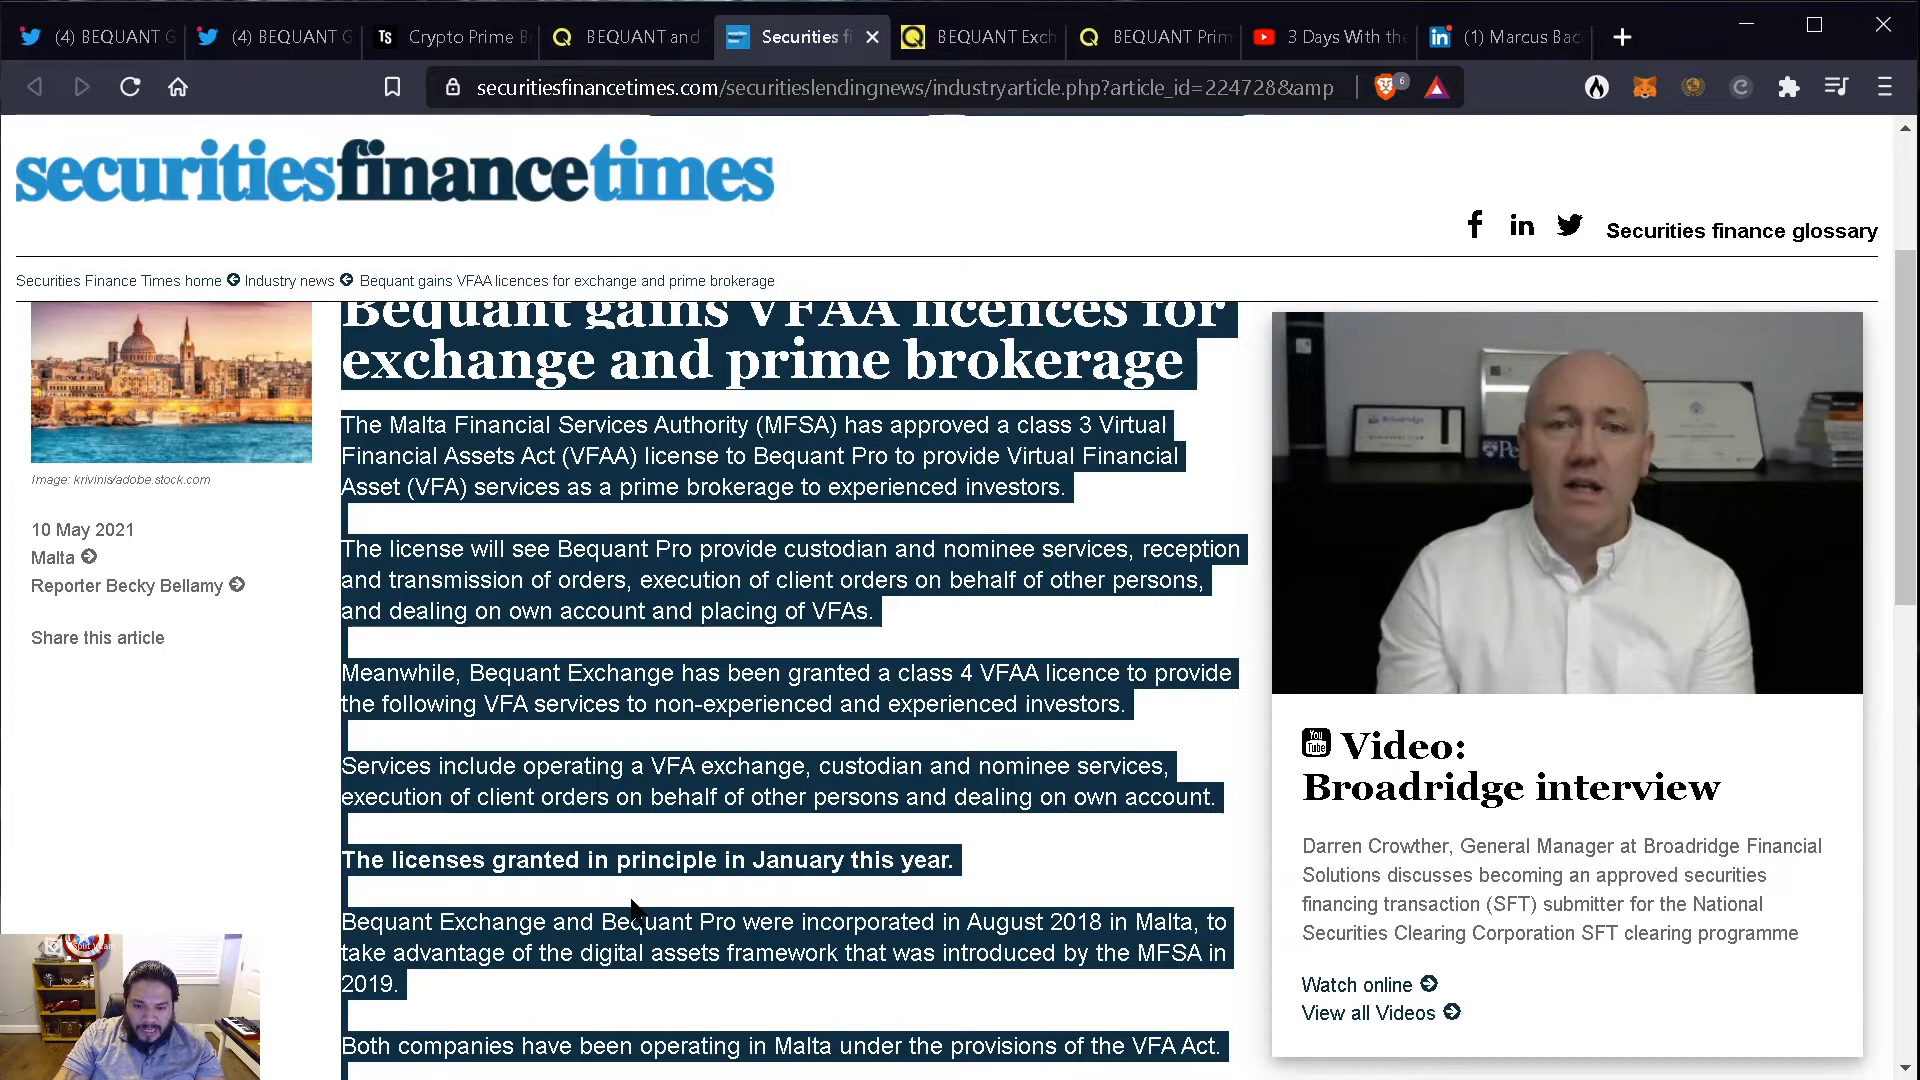 (4) BEQUANT G
(4) BEQUANT G
Ts
Crypto Prime B
BEQUANT and
Securities fi
BEQUANT Exch
BEQUANT Prim
3 Days With the
in
(1) Marcus Bac
securitiesfinancetimes.com/securitieslendingnews/industryarticle.php?article_id=224728&amp
6
securitiesfinancetimes
Securities finance glossary
Securities Finance Times home
Industry news
Bequant gains VFAA licences for exchange and prime brokerage
Bequant gains VFAA licences for
exchange and prime brokerage
Image: krivinis/adobe.stock.com
10 May 2021
Malta
Reporter Becky Bellamy
Share this article
The Malta Financial Services Authority (MFSA) has approved a class 3 Virtual
Financial Assets Act (VFAA) license to Bequant Pro to provide Virtual Financial
Asset (VFA) services as a prime brokerage to experienced investors.
The license will see Bequant Pro provide custodian and nominee services, reception
and transmission of orders, execution of client orders on behalf of other persons,
and dealing on own account and placing of VFAs.
Meanwhile, Bequant Exchange has been granted a class 4 VFAA licence to provide
the following VFA services to non-experienced and experienced investors.
Services include operating a VFA exchange, custodian and nominee services,
execution of client orders on behalf of other persons and dealing on own account.
The licenses granted in principle in January this year.
Bequant Exchange and Bequant Pro were incorporated in August 2018 in Malta, to
take advantage of the digital assets framework that was introduced by the MFSA in
2019.
Both companies have been operating in Malta under the provisions of the VFA Act.
You
Tube
Video:
Broadridge interview
Darren Crowther, General Manager at Broadridge Financial
Solutions discusses becoming an approved securities
financing transaction (SFT) submitter for the National
Securities Clearing Corporation SFT clearing programme
Watch online
View all Videos